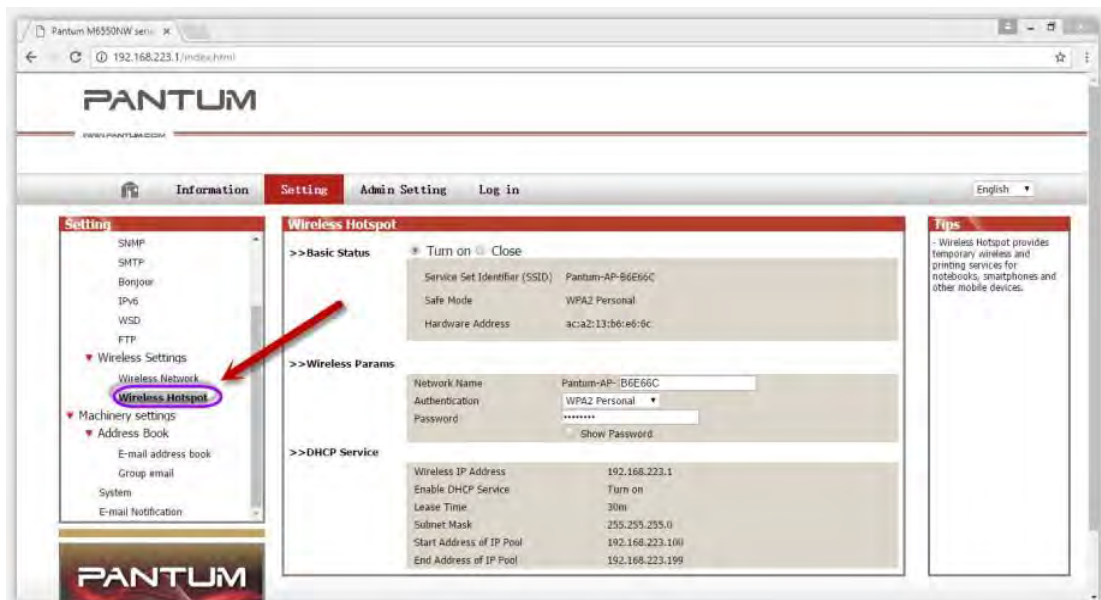 Pantum M6550NW serie
192.168.223.1/index.html
PANTUM
WWW.PANTUM.COM
Information Setting Admin Setting Log in English
Setting
SNMP
SMTP
Bonjour
IPv6
WSD
FTP
Wireless Settings
Wireless Network
Wireless Hotspot
Machinery settings
Address Book
E-mail address book
Group email
System
E-mail Notification
PANTUM
Wireless Hotspot
>>Basic Status Turn on Close
Service Set Identifier (SSID) Pantum-AP-B6E66C
Safe Mode WPA2 Personal
Hardware Address ac:a2:13:b6:e6:6c
>>Wireless Params
Network Name Pantum-AP- B6E66C
Authentication WPA2 Personal
Password ********
Show Password
>>DHCP Service
Wireless IP Address 192.168.223.1
Enable DHCP Service Turn on
Lease Time 30m
Subnet Mask 255.255.255.0
Start Address of IP Pool 192.168.223.100
End Address of IP Pool 192.168.223.199
Tips
- Wireless Hotspot provides
temporary wireless and
printing services for
notebooks, smartphones and
other mobile devices.